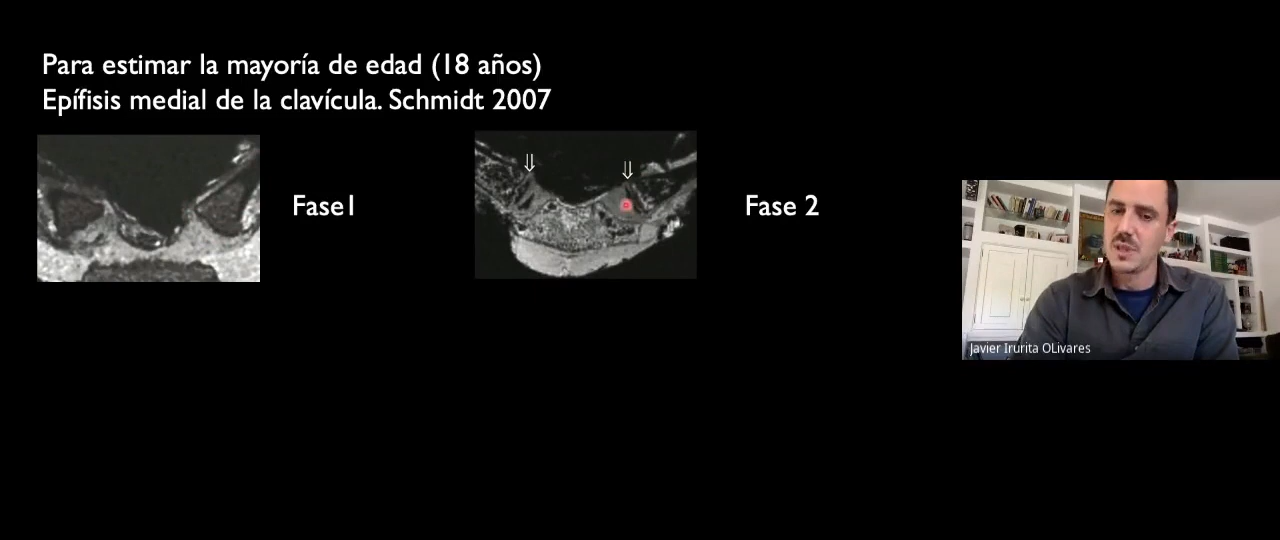 Para estimar la mayoría de edad (18 años)
Epífisis medial de la clavícula. Schmidt 2007
Fase1
Fase 2
Javier Irurita OLivares